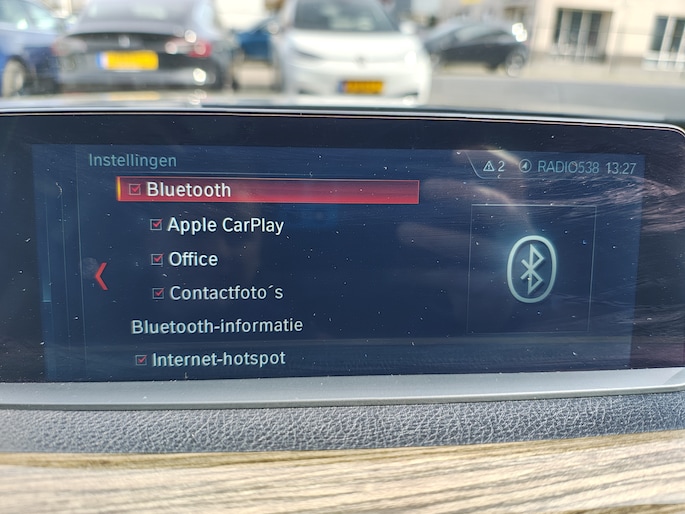 Instellingen
2 RADIO538 13:27
Bluetooth
Apple CarPlay
Office
Contactfoto´s
Bluetooth-informatie
Internet-hotspot